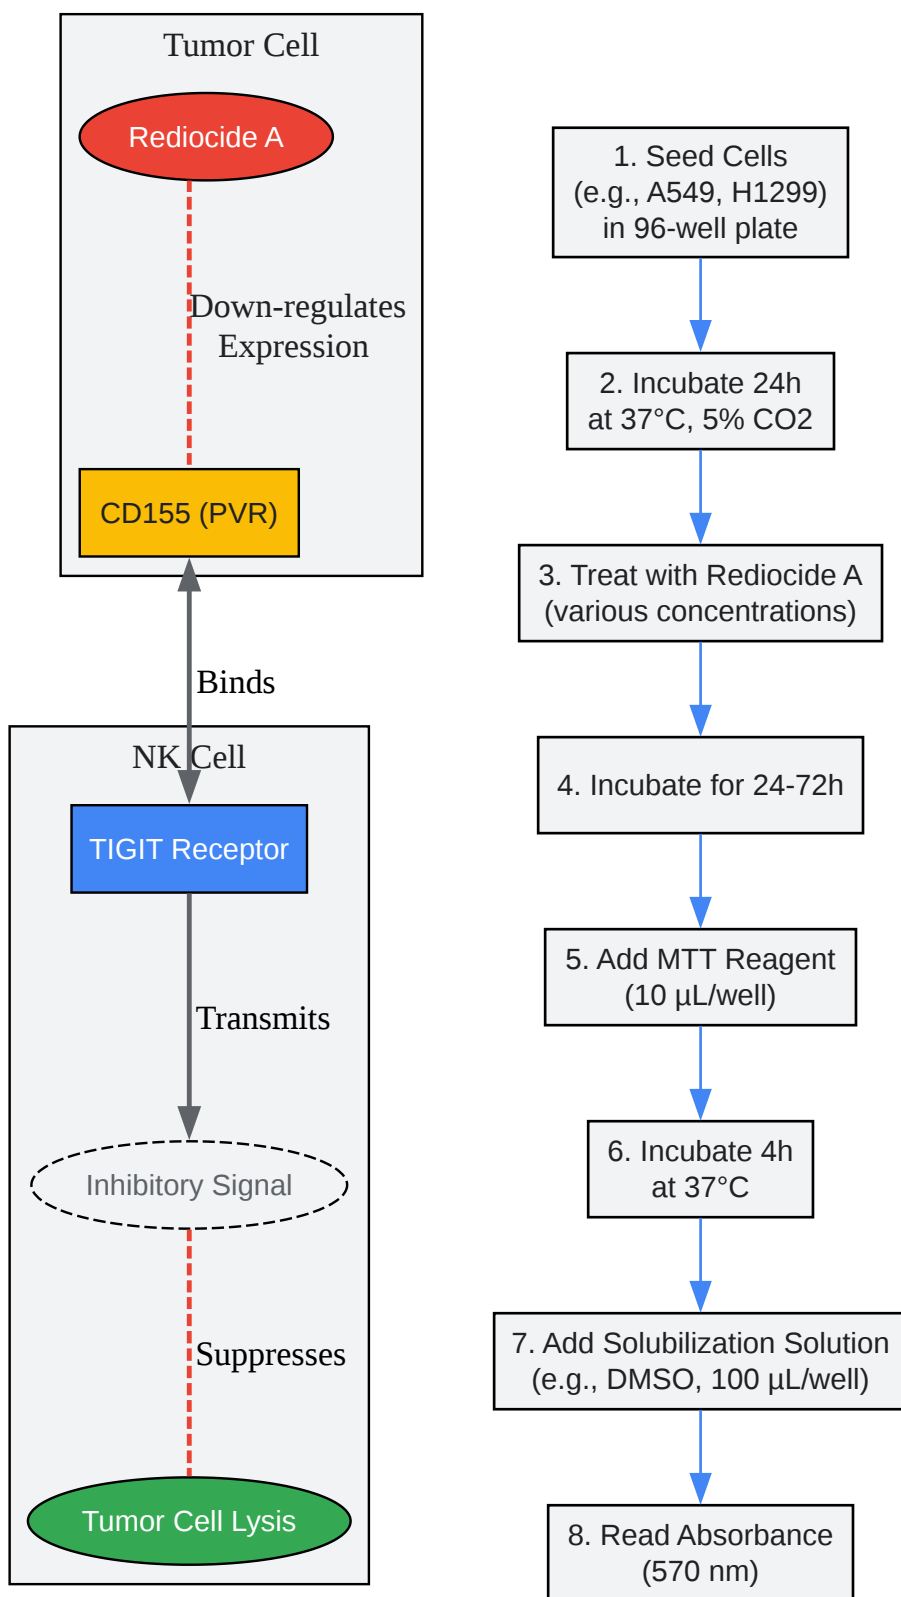 Tumor Cell
Rediocide A
Down-regulates
Expression
CD155 (PVR)
Binds
NK Cell
TIGIT Receptor
Transmits
Inhibitory Signal
Suppresses
Tumor Cell Lysis
1. Seed Cells
(e.g., A549, H1299)
in 96-well plate
2. Incubate 24h
at 37°C, 5% CO2
3. Treat with Rediocide A
(various concentrations)
4. Incubate for 24-72h
5. Add MTT Reagent
(10 µL/well)
6. Incubate 4h
at 37°C
7. Add Solubilization Solution
(e.g., DMSO, 100 µL/well)
8. Read Absorbance
(570 nm)